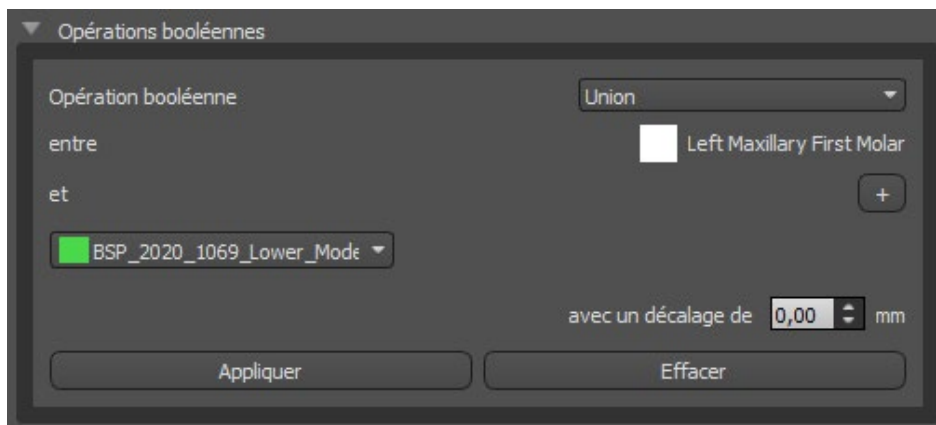 Opérations booléennes
Opération booléenne Union
entre Left Maxillary First Molar
et +
BSP_2020_1069_Lower_Mode
avec un décalage de 0,00 mm
Appliquer Effacer